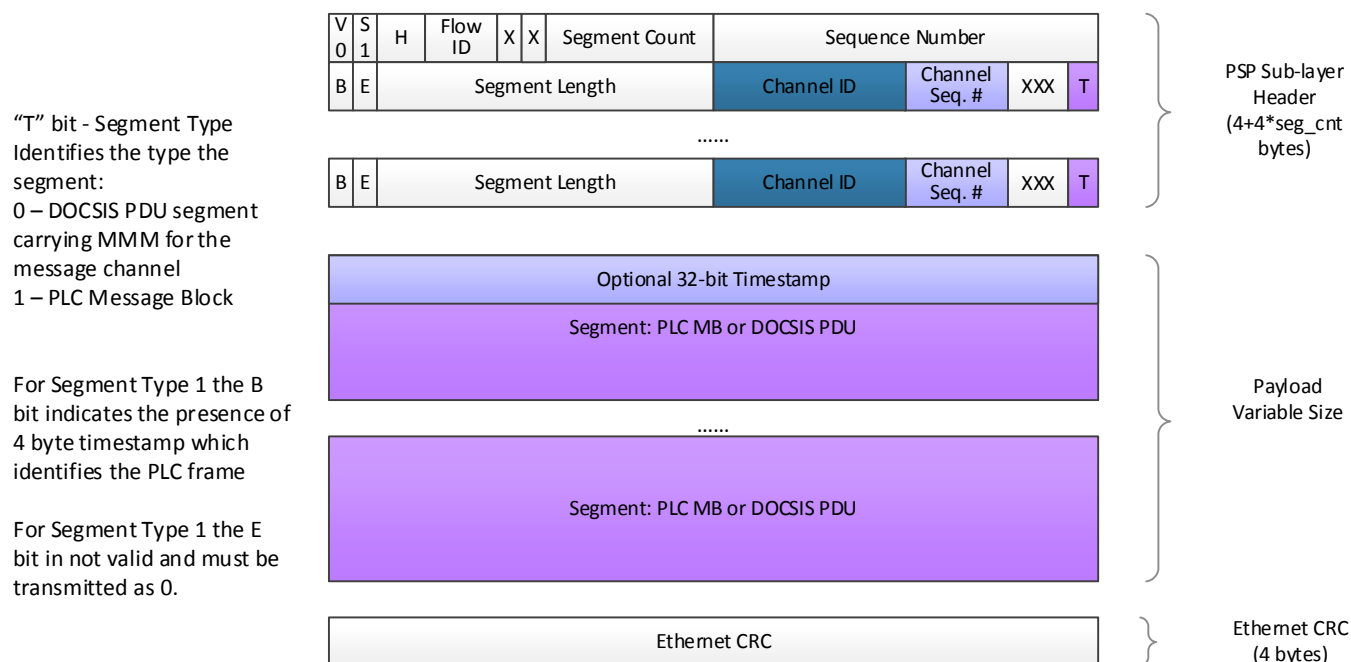 V S H Flow X X Segment Count Sequence Number
0 1 ID
B E Segment Length Channel ID Channel XXX T
Seq. #
......
B E Segment Length Channel ID Channel XXX T
Seq. #
PSP Sub-layer
Header
(4+4*seg_cnt
bytes)
“T” bit - Segment Type
Identifies the type the
segment:
0 – DOCSIS PDU segment
carrying MMM for the
message channel
1 – PLC Message Block
For Segment Type 1 the B
bit indicates the presence of
4 byte timestamp which
identifies the PLC frame
For Segment Type 1 the E
bit in not valid and must be
transmitted as 0.
Optional 32-bit Timestamp
Segment: PLC MB or DOCSIS PDU
......
Segment: PLC MB or DOCSIS PDU
Payload
Variable Size
Ethernet CRC
Ethernet CRC
(4 bytes)